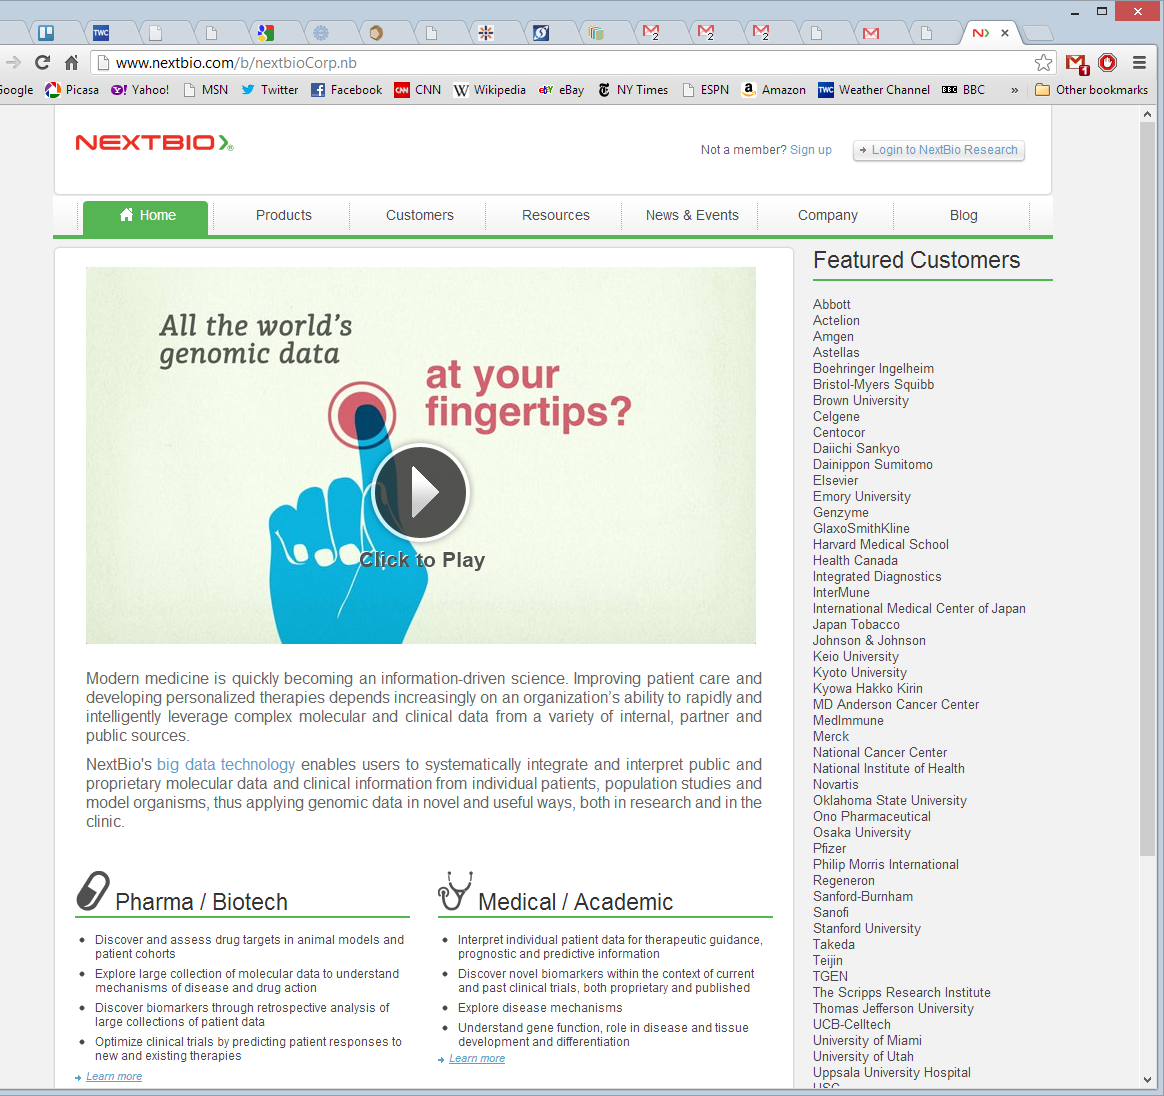 TWC
2
2
2
www.nextbio.com/b/nextbioCorp.nb
1
Google
Picasa
Yahoo!
MSN
Twitter
Facebook
CNN
Wikipedia
eBay
NY Times
ESPN
Amazon
TWC Weather Channel
BBC
»
Other bookmarks
NEXTBIO
Not a member? Sign up
Login to NextBio Research
Home
Products
Customers
Resources
News & Events
Company
Blog
All the world's
genomic data
at your
fingertips?
Click to Play
Modern medicine is quickly becoming an information-driven science. Improving patient care and
developing personalized therapies depends increasingly on an organization's ability to rapidly and
intelligently leverage complex molecular and clinical data from a variety of internal, partner and
public sources.
NextBio's big data technology enables users to systematically integrate and interpret public and
proprietary molecular data and clinical information from individual patients, population studies and
model organisms, thus applying genomic data in novel and useful ways, both in research and in the
clinic.
Pharma / Biotech
Discover and assess drug targets in animal models and
patient cohorts
Explore large collection of molecular data to understand
mechanisms of disease and drug action
Discover biomarkers through retrospective analysis of
large collections of patient data
Optimize clinical trials by predicting patient responses to
new and existing therapies
Learn more
Medical / Academic
Interpret individual patient data for therapeutic guidance,
prognostic and predictive information
Discover novel biomarkers within the context of current
and past clinical trials, both proprietary and published
Explore disease mechanisms
Understand gene function, role in disease and tissue
development and differentiation
Learn more
Featured Customers
Abbott
Actelion
Amgen
Astellas
Boehringer Ingelheim
Bristol-Myers Squibb
Brown University
Celgene
Centocor
Daiichi Sankyo
Dainippon Sumitomo
Elsevier
Emory University
Genzyme
GlaxoSmithKline
Harvard Medical School
Health Canada
Integrated Diagnostics
InterMune
International Medical Center of Japan
Japan Tobacco
Johnson & Johnson
Keio University
Kyoto University
Kyowa Hakko Kirin
MD Anderson Cancer Center
MedImmune
Merck
National Cancer Center
National Institute of Health
Novartis
Oklahoma State University
Ono Pharmaceutical
Osaka University
Pfizer
Philip Morris International
Regeneron
Sanford-Burnham
Sanofi
Stanford University
Takeda
Teijin
TGEN
The Scripps Research Institute
Thomas Jefferson University
UCB-Celltech
University of Miami
University of Utah
Uppsala University Hospital
USC